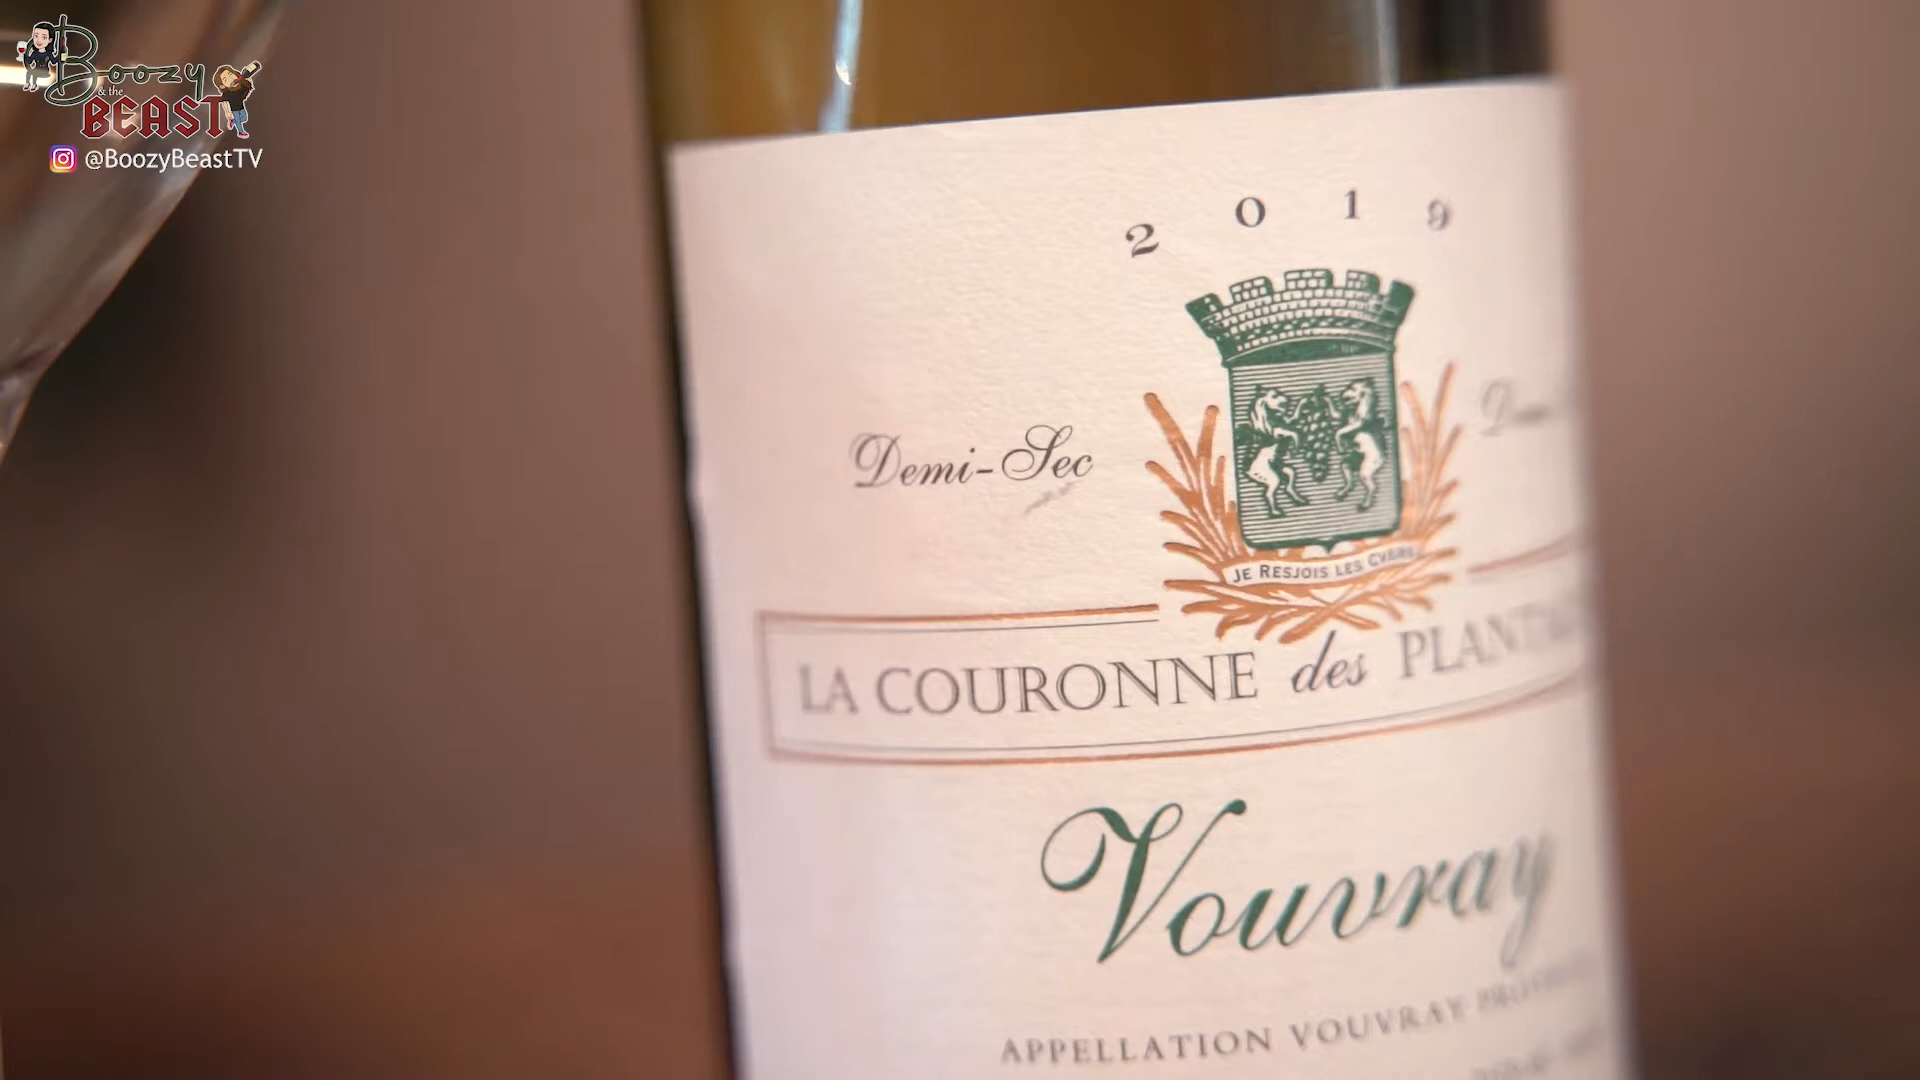 Boozy
& the
BEAST
@BoozyBeastTV
2019
Demi-Sec
JE RESJOIS LES CVERS
LA COURONNE des
Vouvray
APPELLATION VOUVRAY